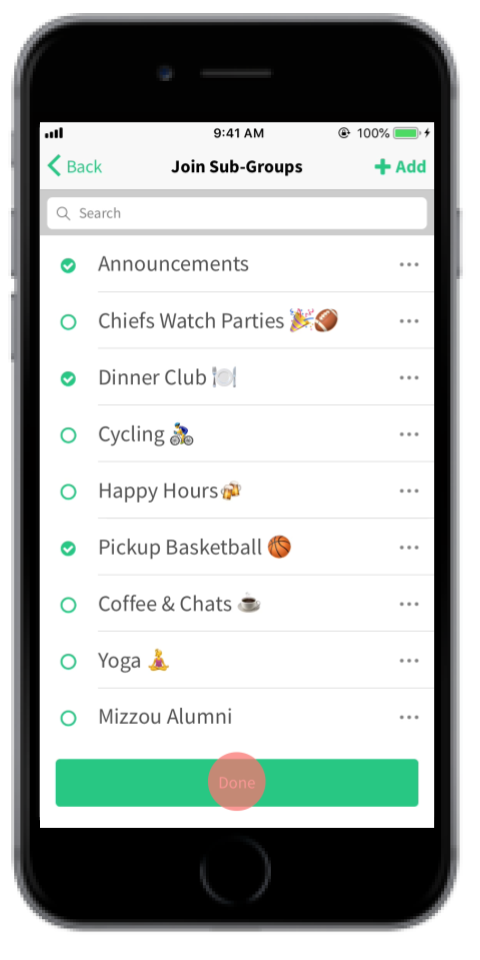 9:41 AM 100%
Back Join Sub-Groups + Add
Search
Announcements
Chiefs Watch Parties 🎉🏈
Dinner Club 🍽
Cycling 🚴
Happy Hours🍻
Pickup Basketball 🏀
Coffee & Chats ☕
Yoga 🧘
Mizzou Alumni
Done